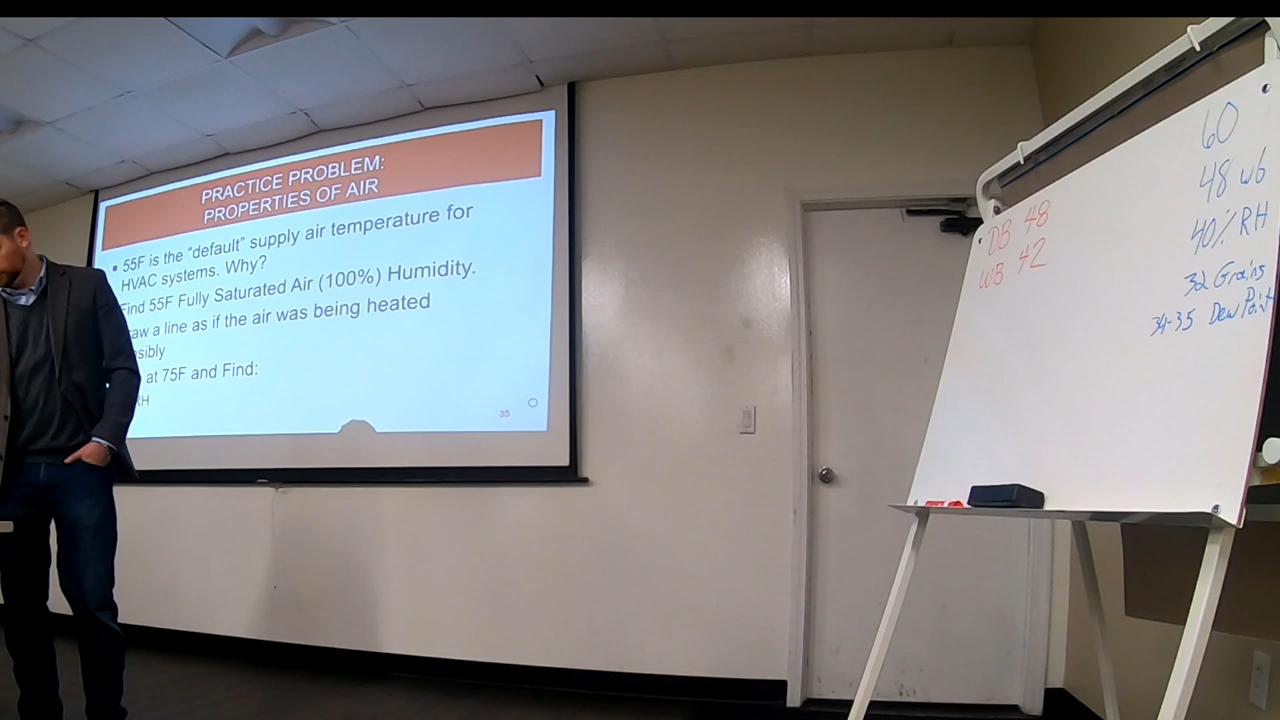 PRACTICE PROBLEM:
PROPERTIES OF AIR
▪ 55F is the “default” supply air temperature for
HVAC systems. Why?
Find 55F Fully Saturated Air (100%) Humidity.
aw a line as if the air was being heated
sibly
at 75F and Find:
RH
35
DB 48
WB 42
60
48 wb
40% RH
32 Grains
34-35 Dew Point